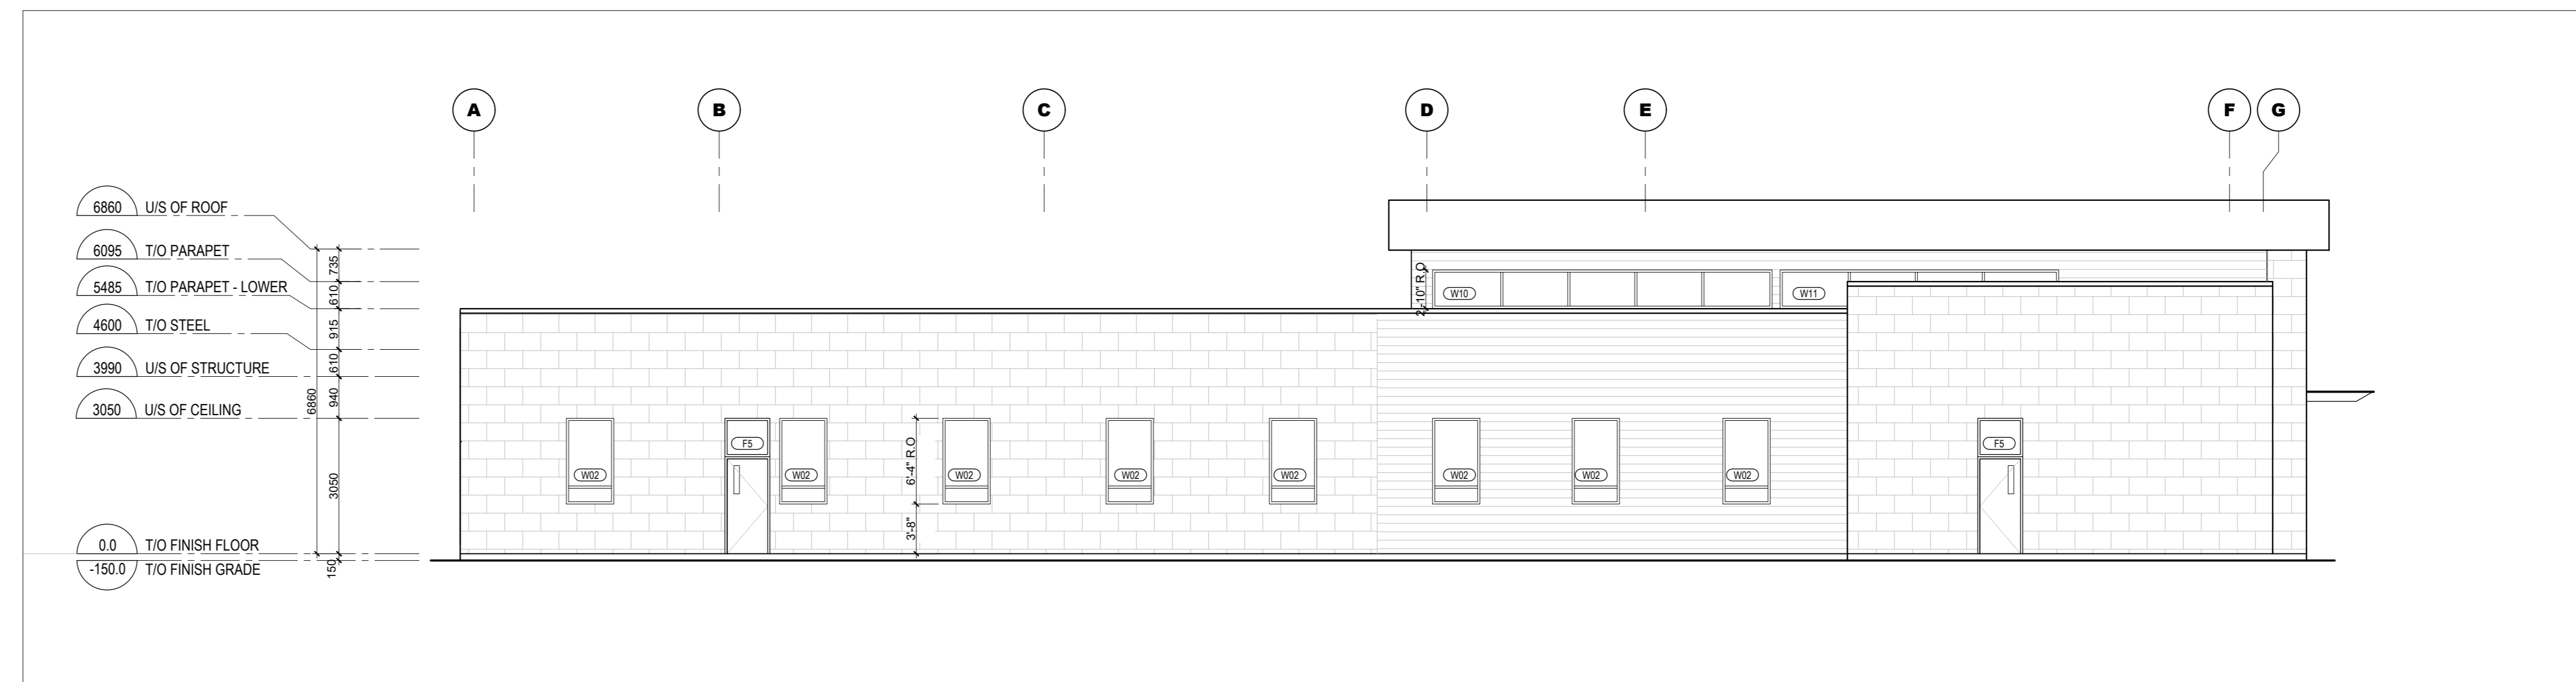 A B C D E F G
6860 U/S OF ROOF
6095 T/O PARAPET
5485 T/O PARAPET - LOWER
4600 T/O STEEL
3990 U/S OF STRUCTURE
3050 U/S OF CEILING
0.0 T/O FINISH FLOOR
-150.0 T/O FINISH GRADE
6860
735
610
915
610
940
3050
150
2'-10" R.O
W10
W11
F5
F5
6'-4" R.O
3'-8"
W02
W02
W02
W02
W02
W02
W02
W02